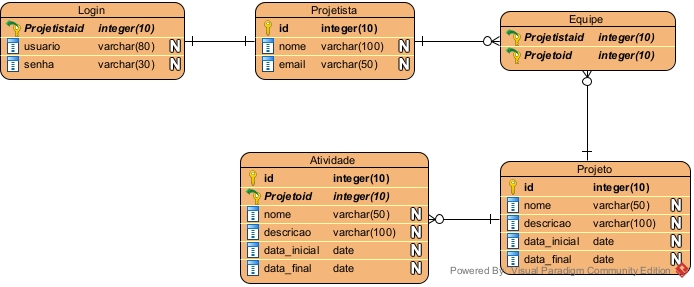 Login
Projetistaid integer(10)
usuario varchar(80) N
senha varchar(30) N
Projetista
id integer(10)
nome varchar(100) N
email varchar(50) N
Equipe
Projetistaid integer(10)
Projetoid integer(10)
Atividade
id integer(10)
Projetoid integer(10)
nome varchar(50) N
descricao varchar(100) N
data_inicial date N
data_final date N
Projeto
id integer(10)
nome varchar(50) N
descricao varchar(100) N
data_inicial date N
data_final date N
Powered By Visual Paradigm Community Edition